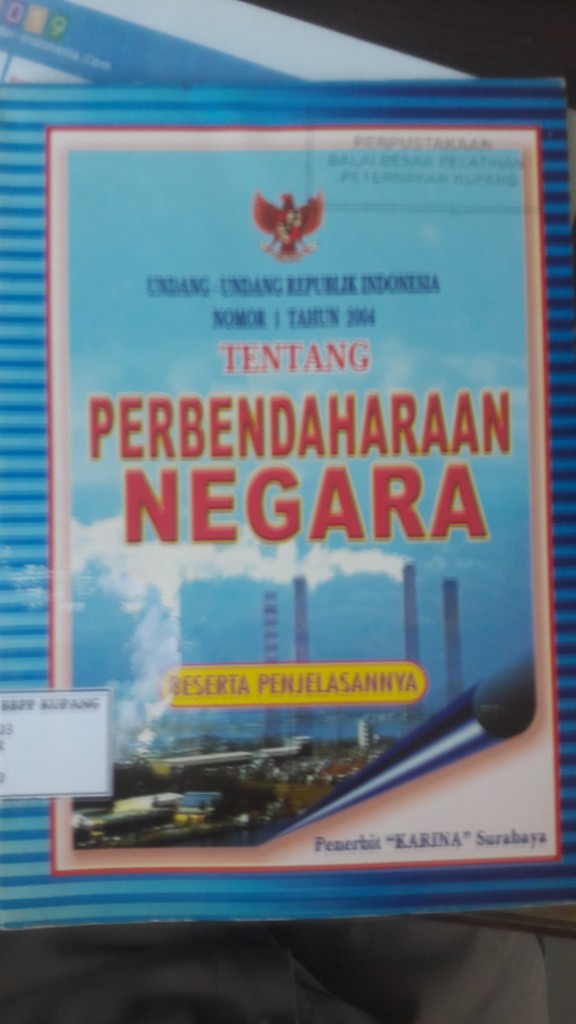 019
PERPUSTAKAAN
BALAI BESAR PELATIHAN
PETERNAKAN KUPANG
UNDANG - UNDANG REPUBLIK INDONESIA
NOMOR 1 TAHUN 2004
TENTANG
PERBENDAHARAAN
NEGARA
BESERTA PENJELASANNYA
BBPP KUPANG
Penerbit "KARINA" Surabaya